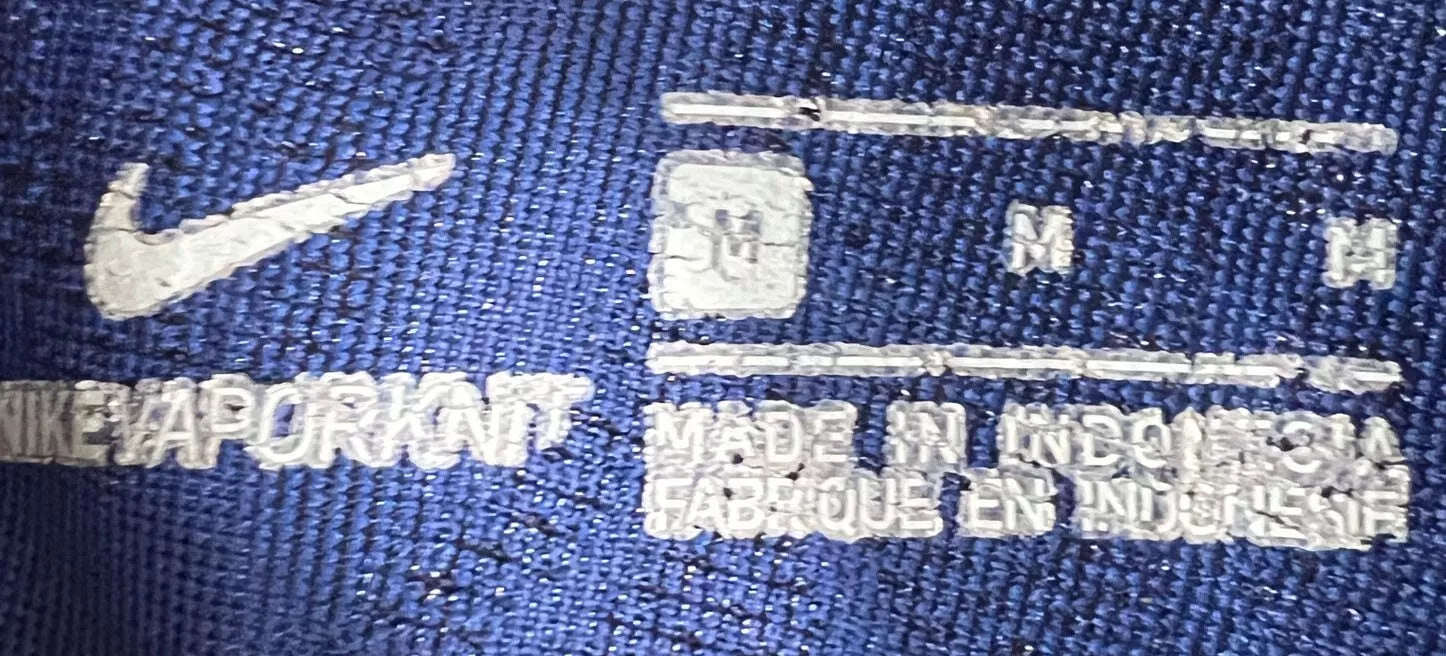 M M M
NIKE VAPORKNIT
MADE IN INDONESIA
FABRIQUE EN INDONESIE